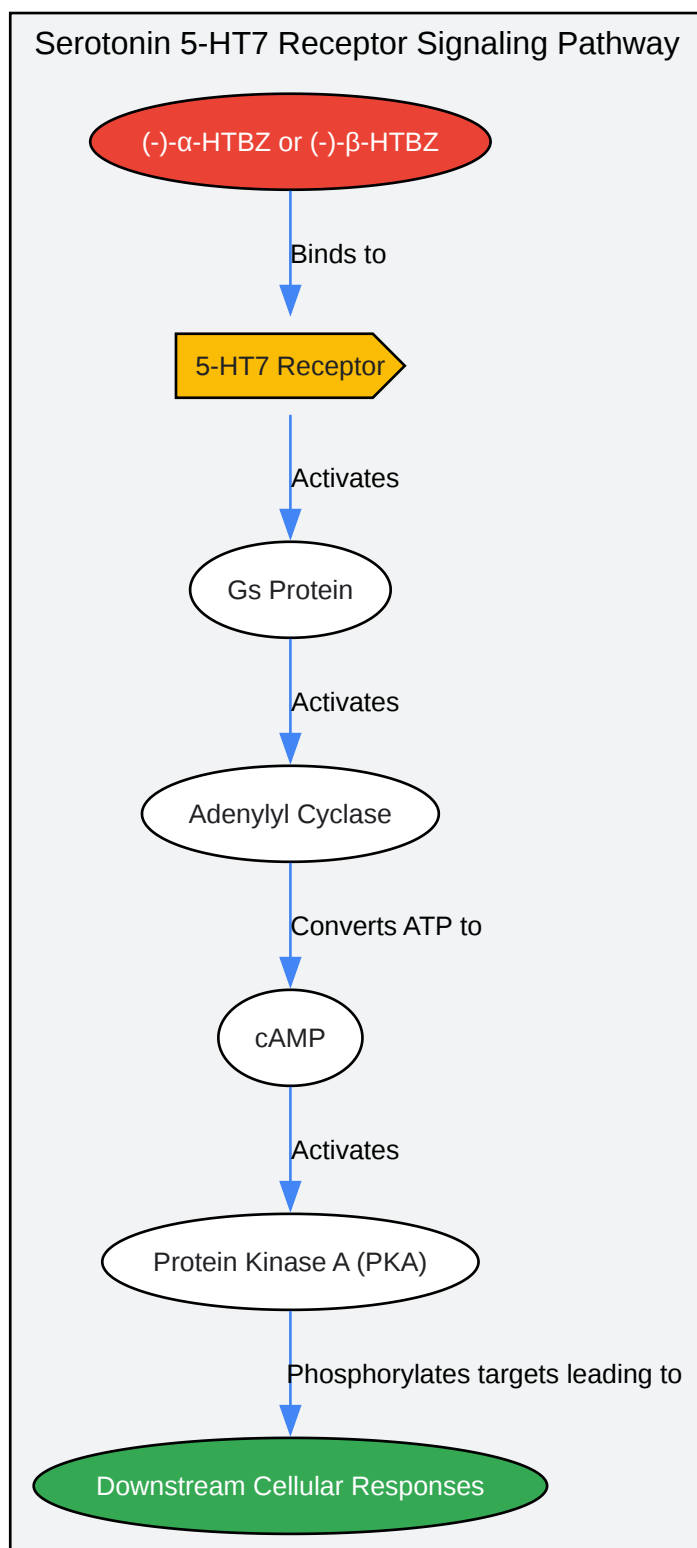 Serotonin 5-HT7 Receptor Signaling Pathway
(-)-α-HTBZ or (-)-β-HTBZ
Binds to
5-HT7 Receptor
Activates
Gs Protein
Activates
Adenylyl Cyclase
Converts ATP to
cAMP
Activates
Protein Kinase A (PKA)
Phosphorylates targets leading to
Downstream Cellular Responses